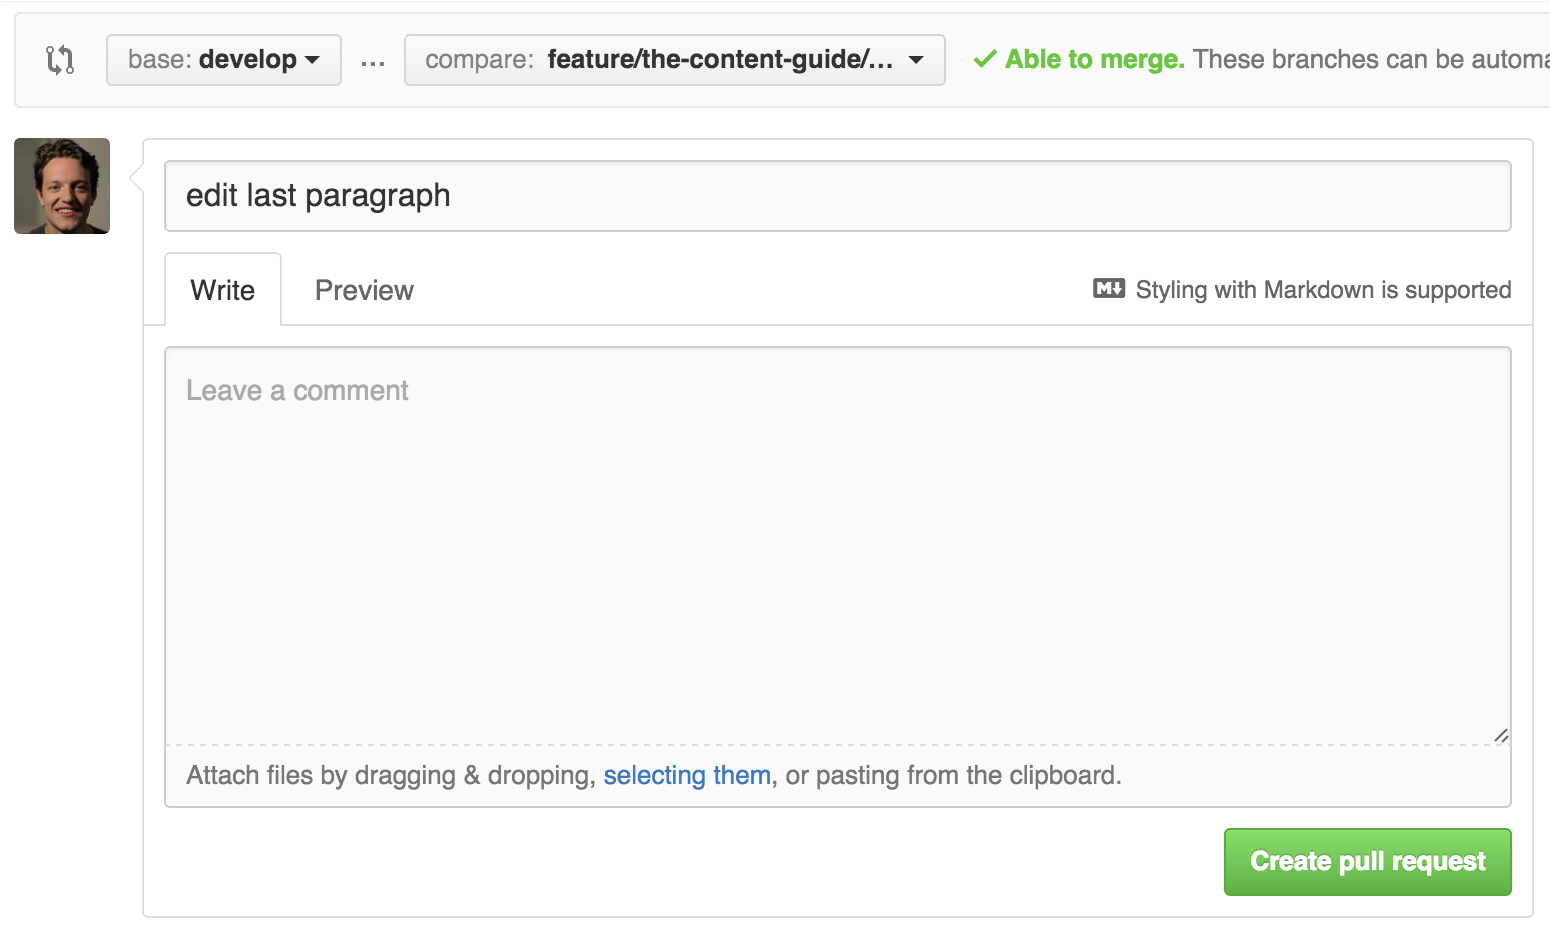 base: develop ... compare: feature/the-content-guide/... Able to merge. These branches can be
edit last paragraph
Write Preview Styling with Markdown is supported
Leave a comment
Attach files by dragging & dropping, selecting them, or pasting from the clipboard.
Create pull request